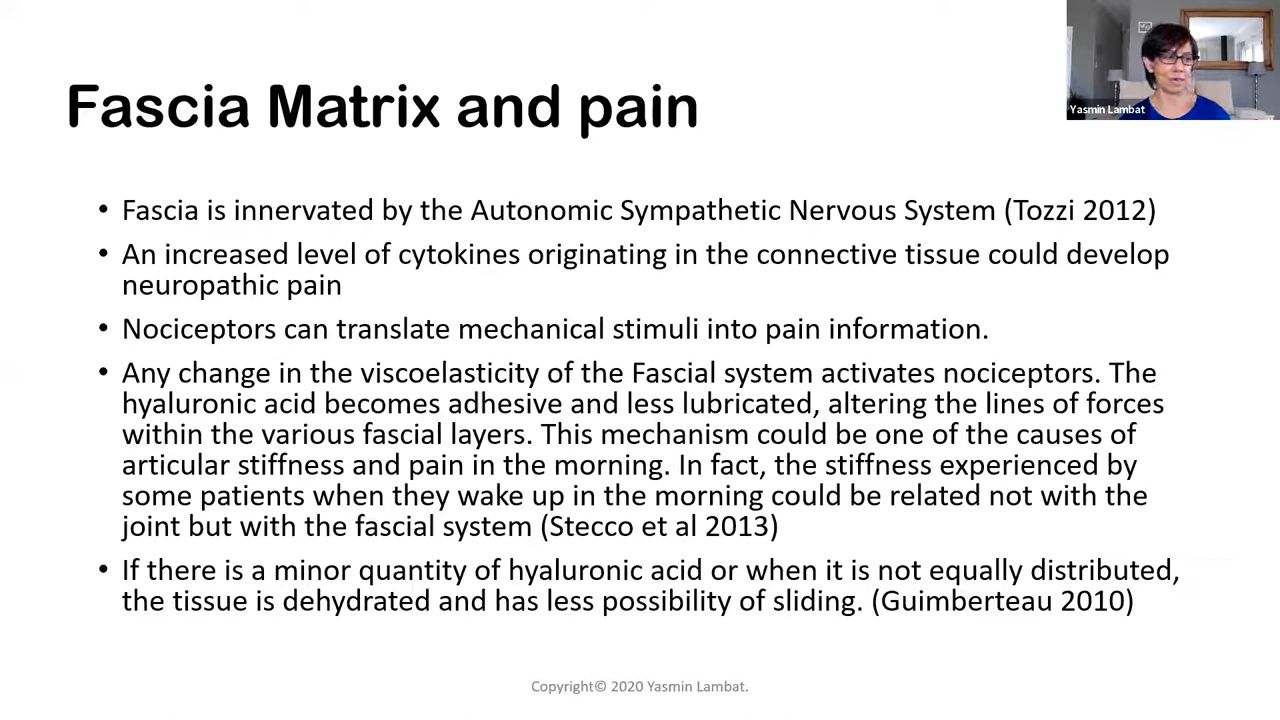 Fascia Matrix and pain
Yasmin Lambat
• Fascia is innervated by the Autonomic Sympathetic Nervous System (Tozzi 2012)
• An increased level of cytokines originating in the connective tissue could develop
neuropathic pain
• Nociceptors can translate mechanical stimuli into pain information.
• Any change in the viscoelasticity of the Fascial system activates nociceptors. The
hyaluronic acid becomes adhesive and less lubricated, altering the lines of forces
within the various fascial layers. This mechanism could be one of the causes of
articular stiffness and pain in the morning. In fact, the stiffness experienced by
some patients when they wake up in the morning could be related not with the
joint but with the fascial system (Stecco et al 2013)
• If there is a minor quantity of hyaluronic acid or when it is not equally distributed,
the tissue is dehydrated and has less possibility of sliding. (Guimberteau 2010)
Copyright© 2020 Yasmin Lambat.